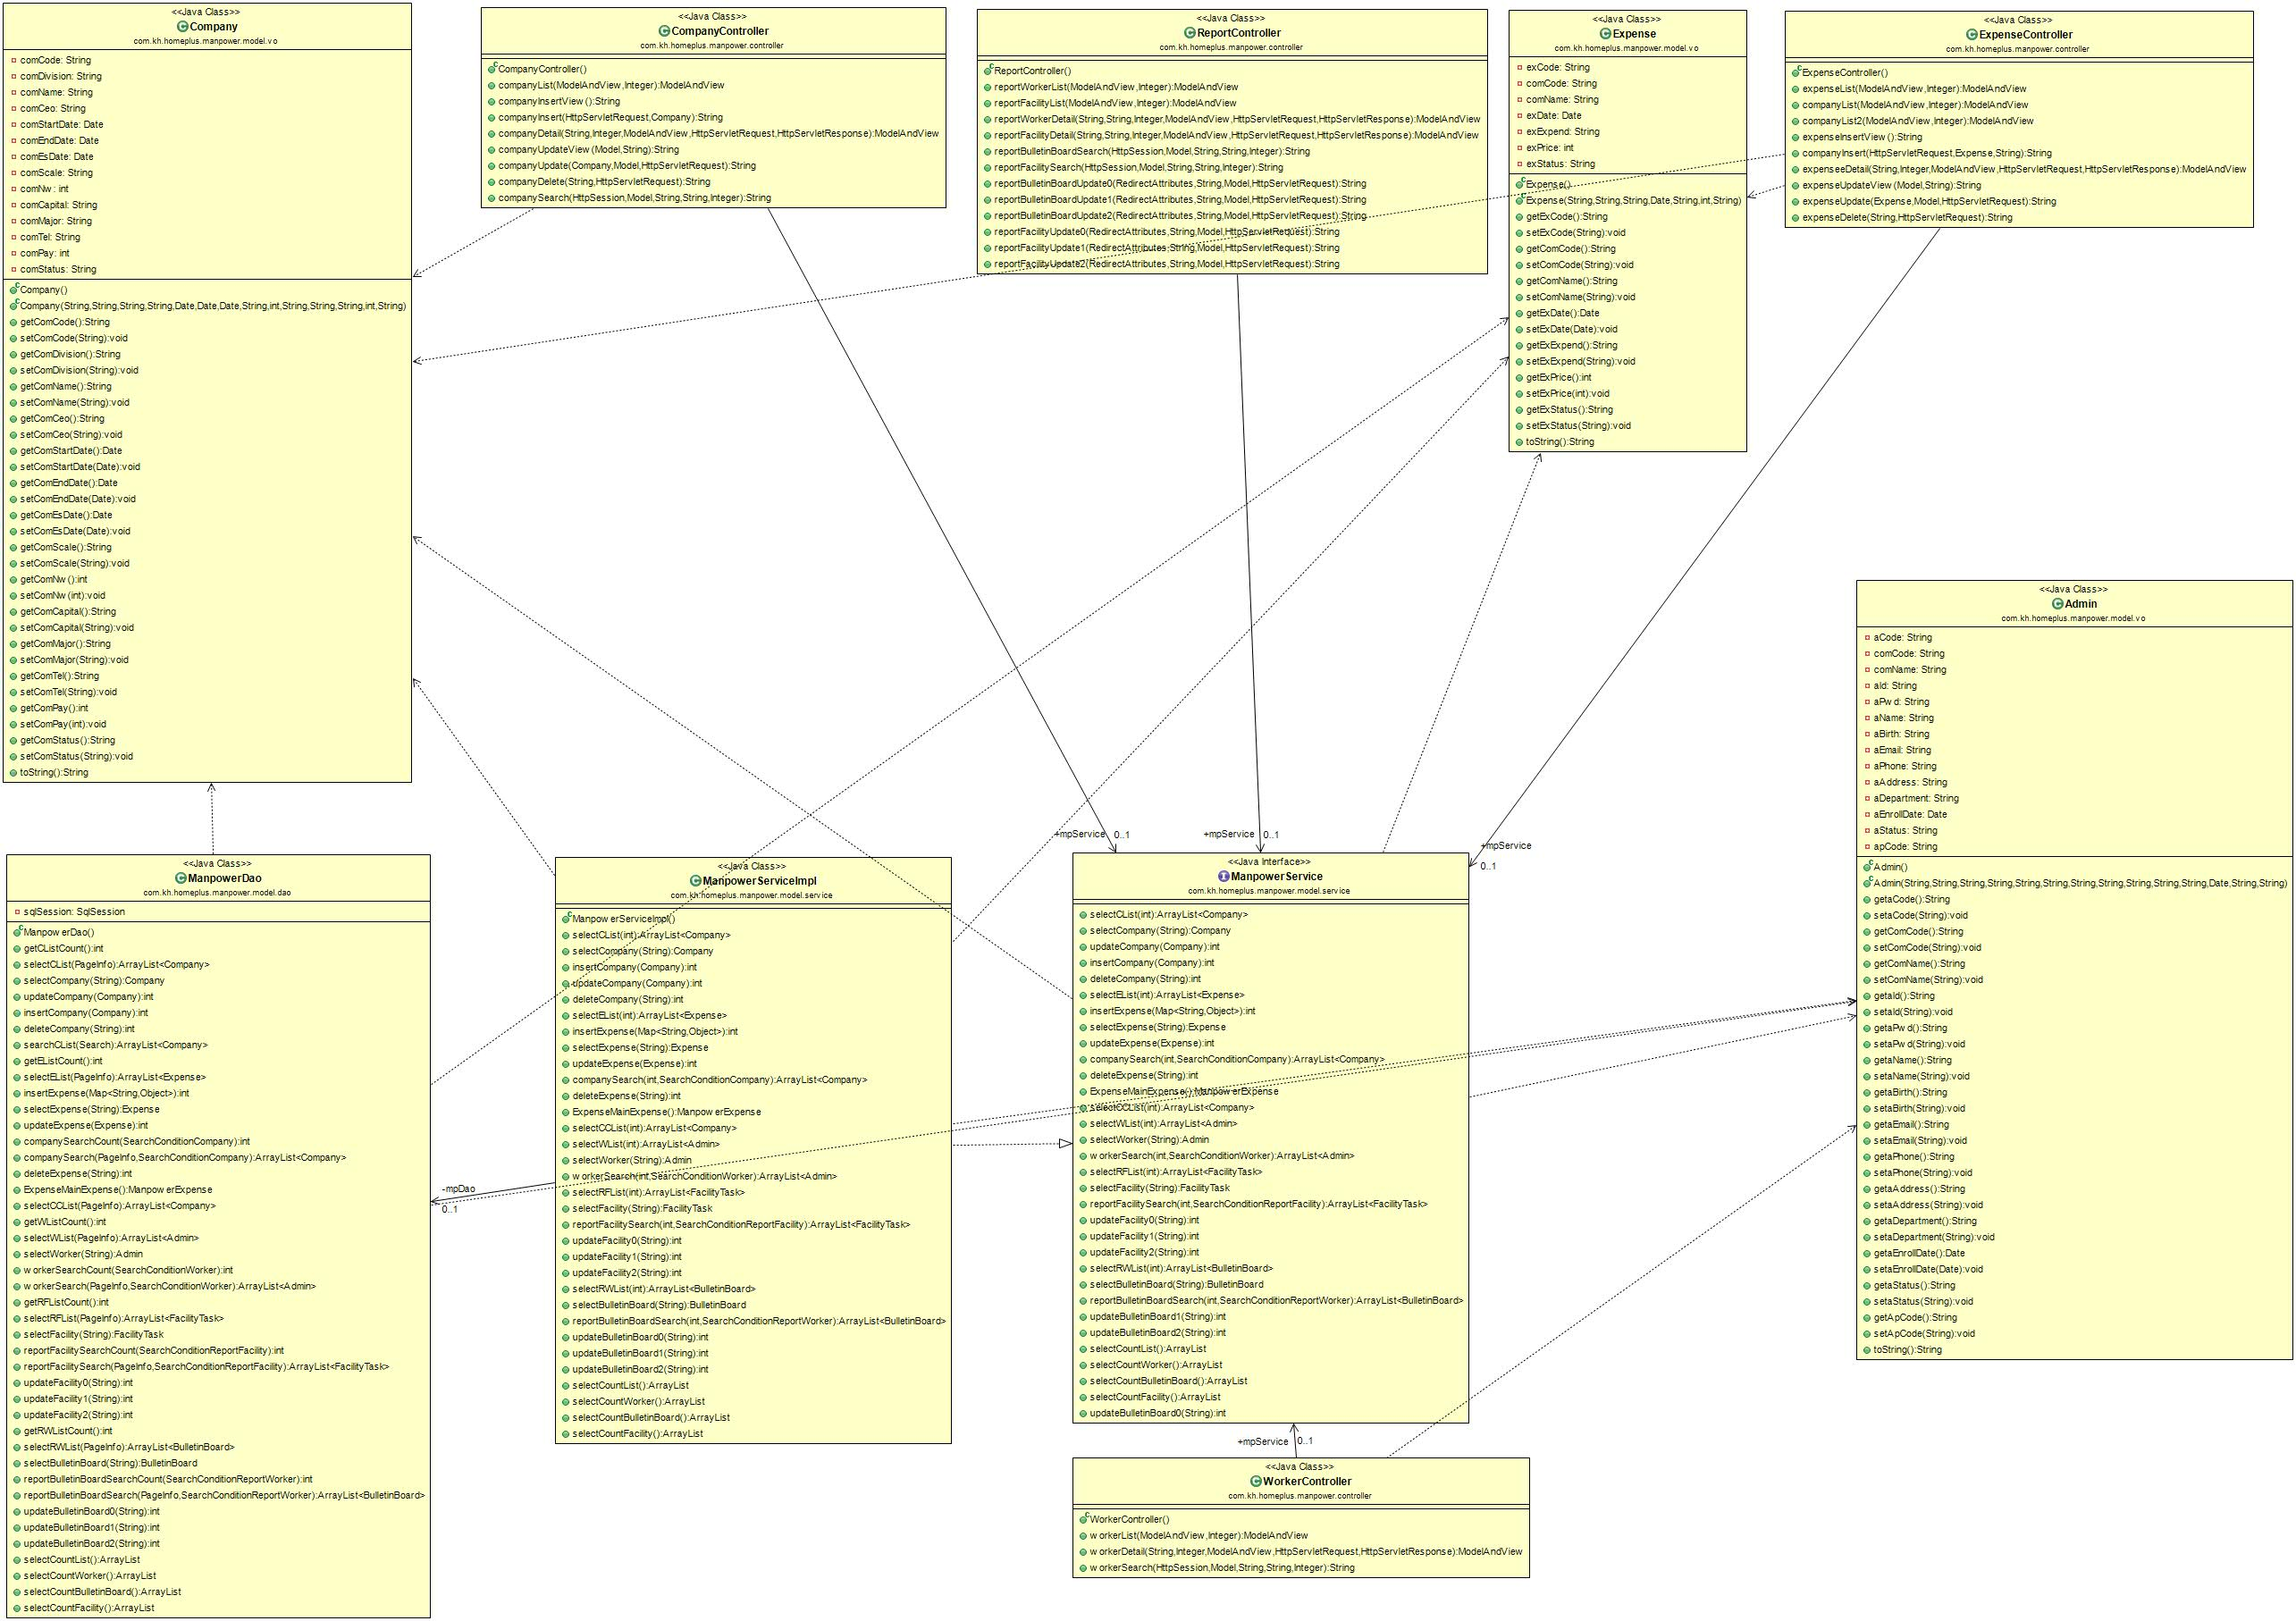 <<Java Class>>
Company
com.kh.homeplus.manpower.model.vo
comCode: String
comDivision: String
comName: String
comCeo: String
comStartDate: Date
comEndDate: Date
comEsDate: Date
comScale: String
comNw: int
comCapital: String
comMajor: String
comTel: String
comPay: int
comStatus: String
Company()
Company(String,String,String,String,Date,Date,Date,String,int,String,String,String,int,String)
getComCode():String
setComCode(String):void
getComDivision():String
setComDivision(String):void
getComName():String
setComName(String):void
getComCeo():String
setComCeo(String):void
getComStartDate():Date
setComStartDate(Date):void
getComEndDate():Date
setComEndDate(Date):void
getComEsDate():Date
setComEsDate(Date):void
getComScale():String
setComScale(String):void
getComNw():int
setComNw(int):void
getComCapital():String
setComCapital(String):void
getComMajor():String
setComMajor(String):void
getComTel():String
setComTel(String):void
getComPay():int
setComPay(int):void
getComStatus():String
setComStatus(String):void
toString():String
<<Java Class>>
CompanyController
com.kh.homeplus.manpower.controller
CompanyController()
companyList(ModelAndView,Integer):ModelAndView
companyInsertView():String
companyInsert(HttpServletRequest,Company):String
companyDetail(String,Integer,ModelAndView,HttpServletRequest,HttpServletResponse):ModelAndView
companyUpdateView(Model,String):String
companyUpdate(Company,Model,HttpServletRequest):String
companyDelete(String,HttpServletRequest):String
companySearch(HttpSession,Model,String,String,Integer):String
<<Java Class>>
ReportController
com.kh.homeplus.manpower.controller
ReportController()
reportWorkerList(ModelAndView,Integer):ModelAndView
reportFacilityList(ModelAndView,Integer):ModelAndView
reportWorkerDetail(String,String,Integer,ModelAndView,HttpServletRequest,HttpServletResponse):ModelAndView
reportFacilityDetail(String,String,Integer,ModelAndView,HttpServletRequest,HttpServletResponse):ModelAndView
reportBulletinBoardSearch(HttpSession,Model,String,String,Integer):String
reportFacilitySearch(HttpSession,Model,String,String,Integer):String
reportBulletinBoardUpdate0(RedirectAttributes,String,Model,HttpServletRequest):String
reportBulletinBoardUpdate1(RedirectAttributes,String,Model,HttpServletRequest):String
reportBulletinBoardUpdate2(RedirectAttributes,String,Model,HttpServletRequest):String
reportFacilityUpdate0(RedirectAttributes,String,Model,HttpServletRequest):String
reportFacilityUpdate1(RedirectAttributes,String,Model,HttpServletRequest):String
reportFacilityUpdate2(RedirectAttributes,String,Model,HttpServletRequest):String
<<Java Class>>
Expense
com.kh.homeplus.manpower.model.vo
exCode: String
comCode: String
comName: String
exDate: Date
exExpend: String
exPrice: int
exStatus: String
Expense()
Expense(String,String,String,Date,String,int,String)
getExCode():String
setExCode(String):void
getComCode():String
setComCode(String):void
getComName():String
setComName(String):void
getExDate():Date
setExDate(Date):void
getExExpend():String
setExExpend(String):void
getExPrice():int
setExPrice(int):void
getExStatus():String
setExStatus(String):void
toString():String
<<Java Class>>
ExpenseController
com.kh.homeplus.manpower.controller
ExpenseController()
expenseList(ModelAndView,Integer):ModelAndView
companyList(ModelAndView,Integer):ModelAndView
companyList2(ModelAndView,Integer):ModelAndView
expenseInsertView():String
companyInsert(HttpServletRequest,Expense,String):String
expenseeDetail(String,Integer,ModelAndView,HttpServletRequest,HttpServletResponse):ModelAndView
expenseUpdateView(Model,String):String
expenseUpdate(Expense,Model,HttpServletRequest):String
expenseDelete(String,HttpServletRequest):String
<<Java Class>>
Admin
com.kh.homeplus.manpower.model.vo
aCode: String
comCode: String
comName: String
aId: String
aPwd: String
aName: String
aBirth: String
aEmail: String
aPhone: String
aAddress: String
aDepartment: String
aEnrollDate: Date
aStatus: String
apCode: String
Admin()
Admin(String,String,String,String,String,String,String,String,String,String,String,Date,String,String)
getaCode():String
setaCode(String):void
getComCode():String
setComCode(String):void
getComName():String
setComName(String):void
getaId():String
setaId(String):void
getaPwd():String
setaPwd(String):void
getaName():String
setaName(String):void
getaBirth():String
setaBirth(String):void
getaEmail():String
setaEmail(String):void
getaPhone():String
setaPhone(String):void
getaAddress():String
setaAddress(String):void
getaDepartment():String
setaDepartment(String):void
getaEnrollDate():Date
setaEnrollDate(Date):void
getaStatus():String
setaStatus(String):void
getApCode():String
setApCode(String):void
toString():String
+mpService 0..1
+mpService 0..1
+mpService
0..1
<<Java Class>>
ManpowerDao
com.kh.homeplus.manpower.model.dao
sqlSession: SqlSession
ManpowerDao()
getCListCount():int
selectCList(PageInfo):ArrayList<Company>
selectCompany(String):Company
updateCompany(Company):int
insertCompany(Company):int
deleteCompany(String):int
searchCList(Search):ArrayList<Company>
getEListCount():int
selectEList(PageInfo):ArrayList<Expense>
insertExpense(Map<String,Object>):int
selectExpense(String):Expense
updateExpense(Expense):int
companySearchCount(SearchConditionCompany):int
companySearch(PageInfo,SearchConditionCompany):ArrayList<Company>
deleteExpense(String):int
ExpenseMainExpense():ManpowerExpense
selectCCList(PageInfo):ArrayList<Company>
getWListCount():int
selectWList(PageInfo):ArrayList<Admin>
selectWorker(String):Admin
workerSearchCount(SearchConditionWorker):int
workerSearch(PageInfo,SearchConditionWorker):ArrayList<Admin>
getRFListCount():int
selectRFList(PageInfo):ArrayList<FacilityTask>
selectFacility(String):FacilityTask
reportFacilitySearchCount(SearchConditionReportFacility):int
reportFacilitySearch(PageInfo,SearchConditionReportFacility):ArrayList<FacilityTask>
updateFacility0(String):int
updateFacility1(String):int
updateFacility2(String):int
getRWListCount():int
selectRWList(PageInfo):ArrayList<BulletinBoard>
selectBulletinBoard(String):BulletinBoard
reportBulletinBoardSearchCount(SearchConditionReportWorker):int
reportBulletinBoardSearch(PageInfo,SearchConditionReportWorker):ArrayList<BulletinBoard>
updateBulletinBoard0(String):int
updateBulletinBoard1(String):int
updateBulletinBoard2(String):int
selectCountList():ArrayList
selectCountWorker():ArrayList
selectCountBulletinBoard():ArrayList
selectCountFacility():ArrayList
-mpDao
0..1
<<Java Class>>
ManpowerServiceImpl
com.kh.homeplus.manpower.model.service
ManpowerServiceImpl()
selectCList(int):ArrayList<Company>
selectCompany(String):Company
insertCompany(Company):int
updateCompany(Company):int
deleteCompany(String):int
selectEList(int):ArrayList<Expense>
insertExpense(Map<String,Object>):int
selectExpense(String):Expense
updateExpense(Expense):int
companySearch(int,SearchConditionCompany):ArrayList<Company>
deleteExpense(String):int
ExpenseMainExpense():ManpowerExpense
selectCCList(int):ArrayList<Company>
selectWList(int):ArrayList<Admin>
selectWorker(String):Admin
workerSearch(int,SearchConditionWorker):ArrayList<Admin>
selectRFList(int):ArrayList<FacilityTask>
selectFacility(String):FacilityTask
reportFacilitySearch(int,SearchConditionReportFacility):ArrayList<FacilityTask>
updateFacility0(String):int
updateFacility1(String):int
updateFacility2(String):int
selectRWList(int):ArrayList<BulletinBoard>
selectBulletinBoard(String):BulletinBoard
reportBulletinBoardSearch(int,SearchConditionReportWorker):ArrayList<BulletinBoard>
updateBulletinBoard0(String):int
updateBulletinBoard1(String):int
updateBulletinBoard2(String):int
selectCountList():ArrayList
selectCountWorker():ArrayList
selectCountBulletinBoard():ArrayList
selectCountFacility():ArrayList
<<Java Interface>>
ManpowerService
com.kh.homeplus.manpower.model.service
selectCList(int):ArrayList<Company>
selectCompany(String):Company
updateCompany(Company):int
insertCompany(Company):int
deleteCompany(String):int
selectEList(int):ArrayList<Expense>
insertExpense(Map<String,Object>):int
selectExpense(String):Expense
updateExpense(Expense):int
companySearch(int,SearchConditionCompany):ArrayList<Company>
deleteExpense(String):int
ExpenseMainExpense():ManpowerExpense
selectCCList(int):ArrayList<Company>
selectWList(int):ArrayList<Admin>
selectWorker(String):Admin
workerSearch(int,SearchConditionWorker):ArrayList<Admin>
selectRFList(int):ArrayList<FacilityTask>
selectFacility(String):FacilityTask
reportFacilitySearch(int,SearchConditionReportFacility):ArrayList<FacilityTask>
updateFacility0(String):int
updateFacility1(String):int
updateFacility2(String):int
selectRWList(int):ArrayList<BulletinBoard>
selectBulletinBoard(String):BulletinBoard
reportBulletinBoardSearch(int,SearchConditionReportWorker):ArrayList<BulletinBoard>
updateBulletinBoard1(String):int
updateBulletinBoard2(String):int
selectCountList():ArrayList
selectCountWorker():ArrayList
selectCountBulletinBoard():ArrayList
selectCountFacility():ArrayList
updateBulletinBoard0(String):int
+mpService 0..1
<<Java Class>>
WorkerController
com.kh.homeplus.manpower.controller
WorkerController()
workerList(ModelAndView,Integer):ModelAndView
workerDetail(String,Integer,ModelAndView,HttpServletRequest,HttpServletResponse):ModelAndView
workerSearch(HttpSession,Model,String,String,Integer):String